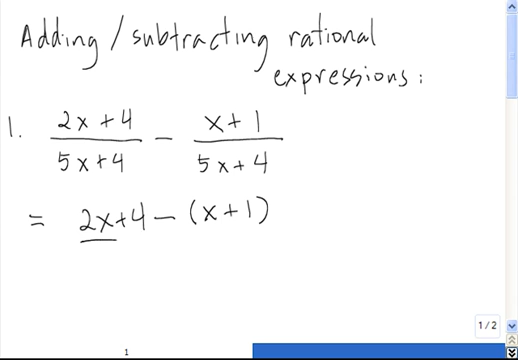 Adding/subtracting rational
expressions:
1. (2x+4)/(5x+4) - (x+1)/(5x+4)
= 2x+4-(x+1)
1/2
1